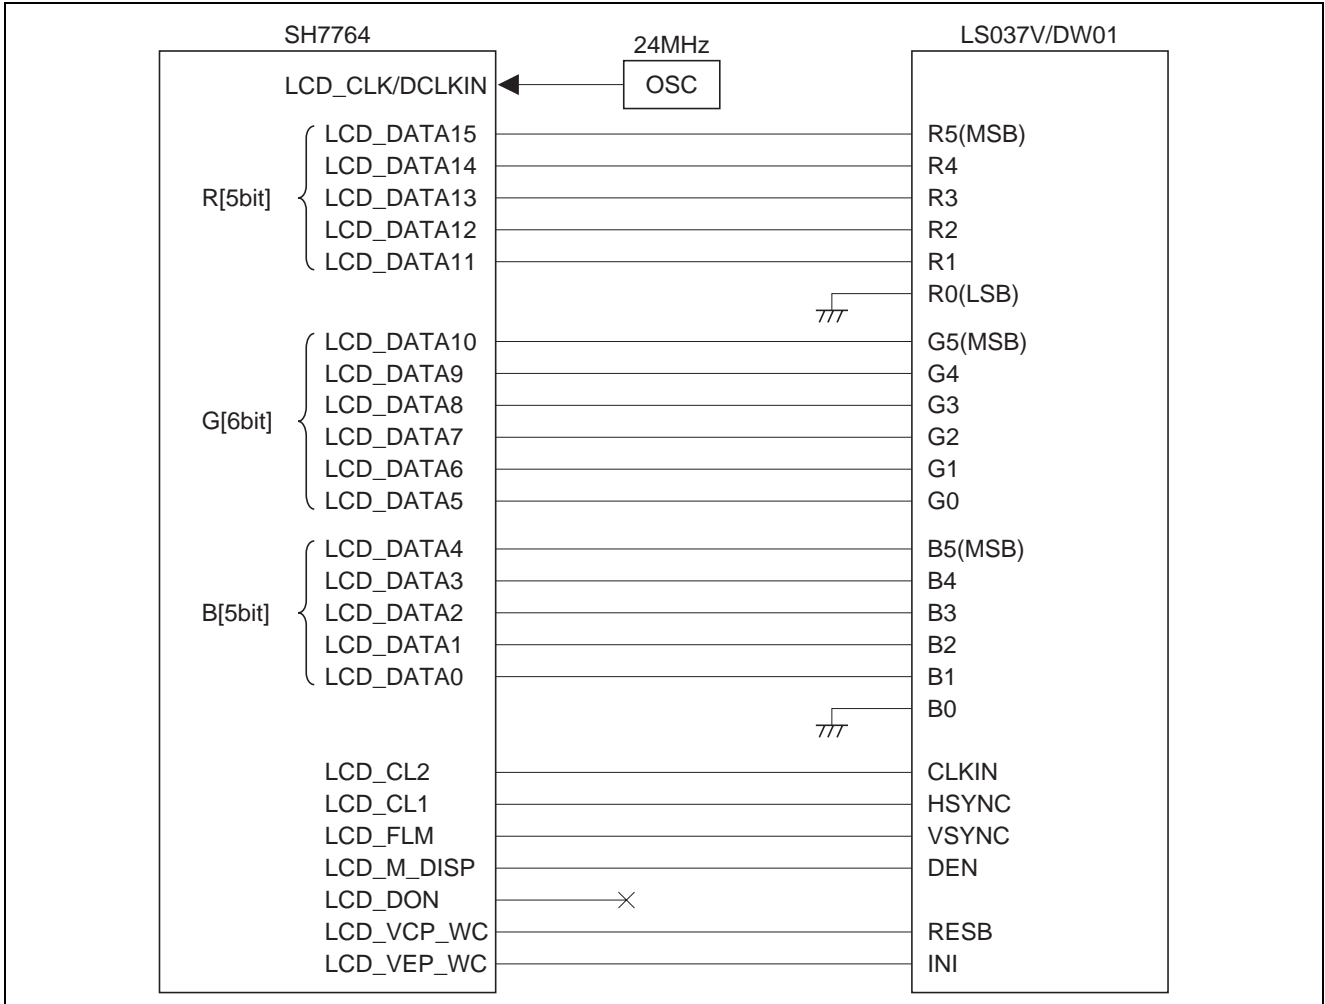 SH7764
24MHz
LS037V/DW01
LCD_CLK/DCLKIN
OSC
LCD_DATA15 R5(MSB)
LCD_DATA14 R4
R[5bit] LCD_DATA13 R3
LCD_DATA12 R2
LCD_DATA11 R1
R0(LSB)
LCD_DATA10 G5(MSB)
LCD_DATA9 G4
LCD_DATA8 G3
G[6bit]
LCD_DATA7 G2
LCD_DATA6 G1
LCD_DATA5 G0
LCD_DATA4 B5(MSB)
LCD_DATA3 B4
B[5bit] LCD_DATA2 B3
LCD_DATA1 B2
LCD_DATA0 B1
B0
LCD_CL2 CLKIN
LCD_CL1 HSYNC
LCD_FLM VSYNC
LCD_M_DISP DEN
LCD_DON
LCD_VCP_WC RESB
LCD_VEP_WC INI